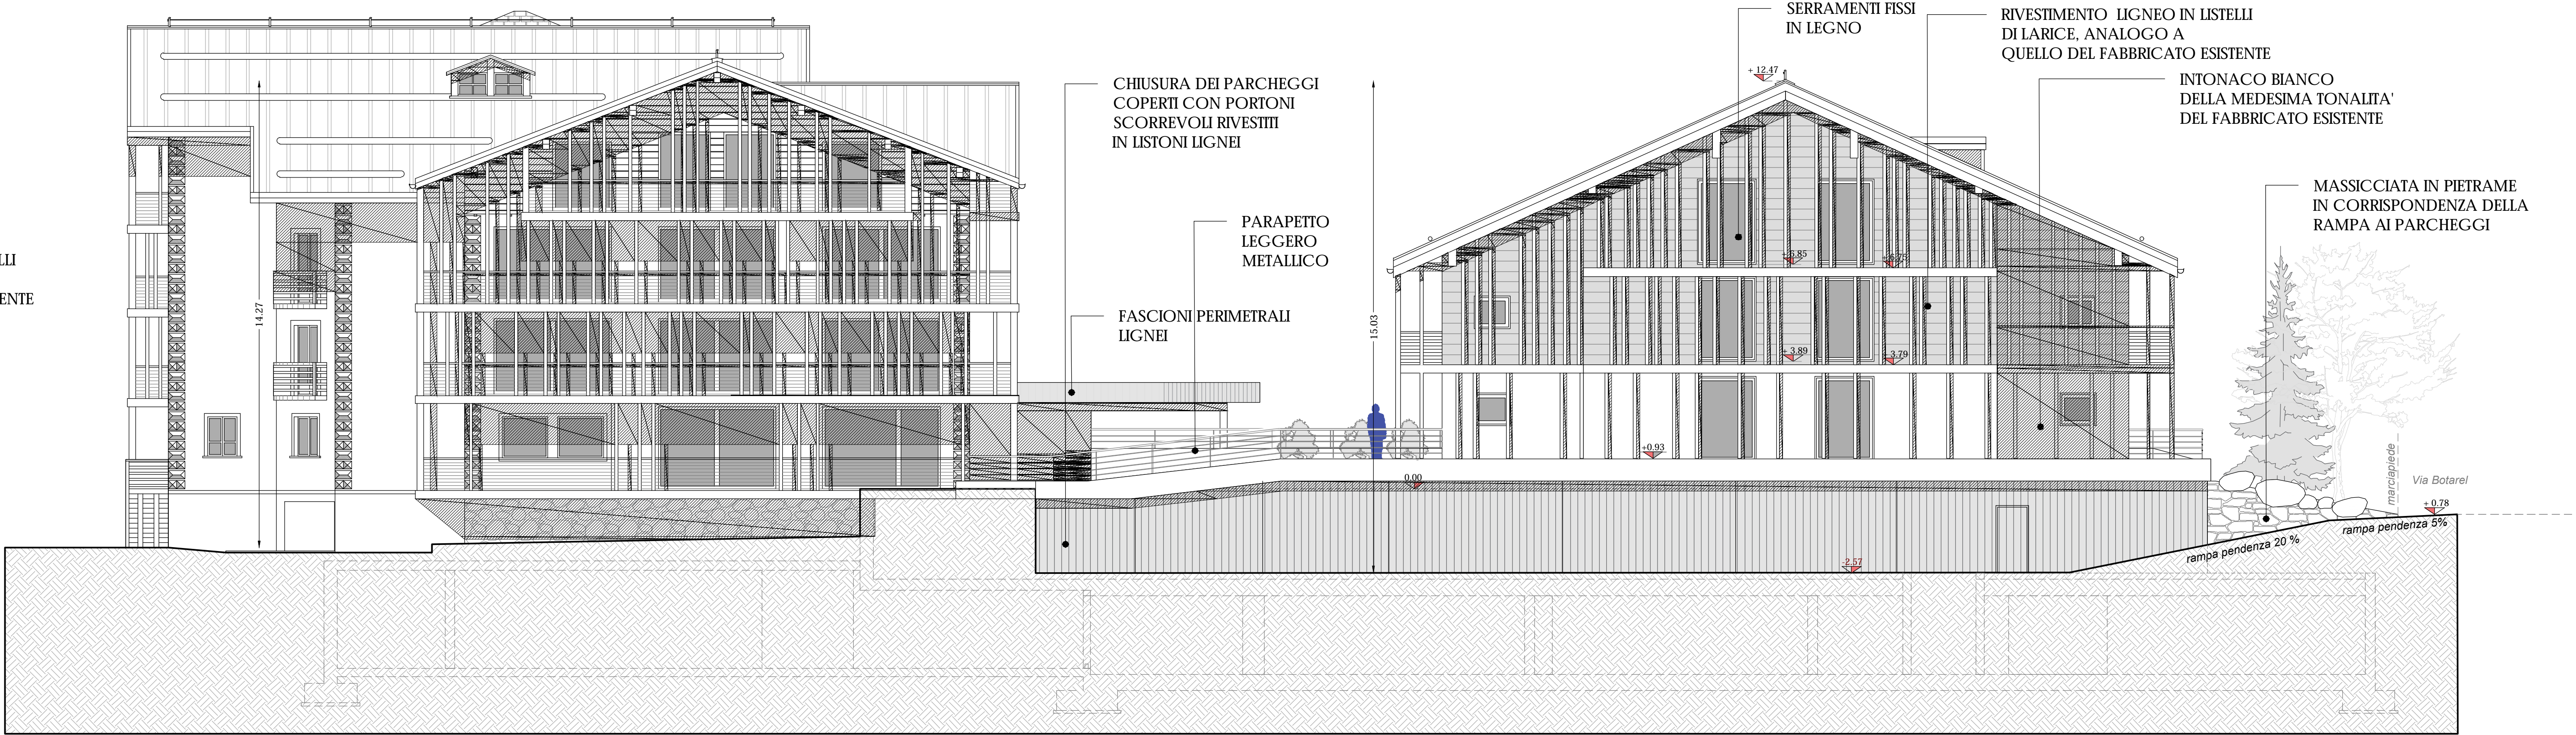 SERRAMENTI FISSI
IN LEGNO
RIVESTIMENTO LIGNEO IN LISTELLI
DI LARICE, ANALOGO A
QUELLO DEL FABBRICATO ESISTENTE
INTONACO BIANCO
DELLA MEDESIMA TONALITA'
DEL FABBRICATO ESISTENTE
CHIUSURA DEI PARCHEGGI
COPERTI CON PORTONI
SCORREVOLI RIVESTITI
IN LISTONI LIGNEI
+ 12.47
MASSICCIATA IN PIETRAME
IN CORRISPONDENZA DELLA
RAMPA AI PARCHEGGI
PARAPETTO
LEGGERO
METALLICO
LLI
ENTE
14.27
FASCIONI PERIMETRALI
LIGNEI
15.03
+ 3.89
3.79
+0.93
0.00
-2.57
marciapiede
Via Botarel
+ 0.78
rampa pendenza 5%
rampa pendenza 20 %